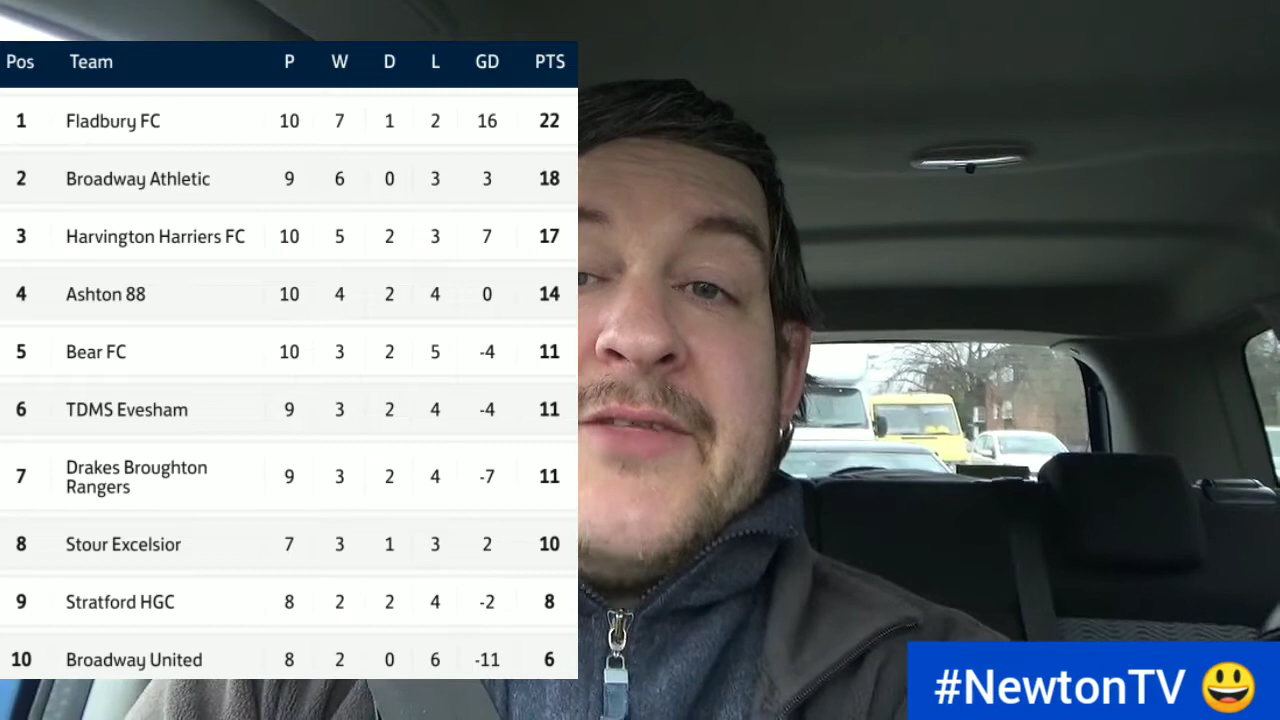 Pos Team P W D L GD PTS
1 Fladbury FC 10 7 1 2 16 22
2 Broadway Athletic 9 6 0 3 3 18
3 Harvington Harriers FC 10 5 2 3 7 17
4 Ashton 88 10 4 2 4 0 14
5 Bear FC 10 3 2 5 -4 11
6 TDMS Evesham 9 3 2 4 -4 11
7 Drakes Broughton
Rangers 9 3 2 4 -7 11
8 Stour Excelsior 7 3 1 3 2 10
9 Stratford HGC 8 2 2 4 -2 8
10 Broadway United 8 2 0 6 -11 6
#NewtonTV 😃